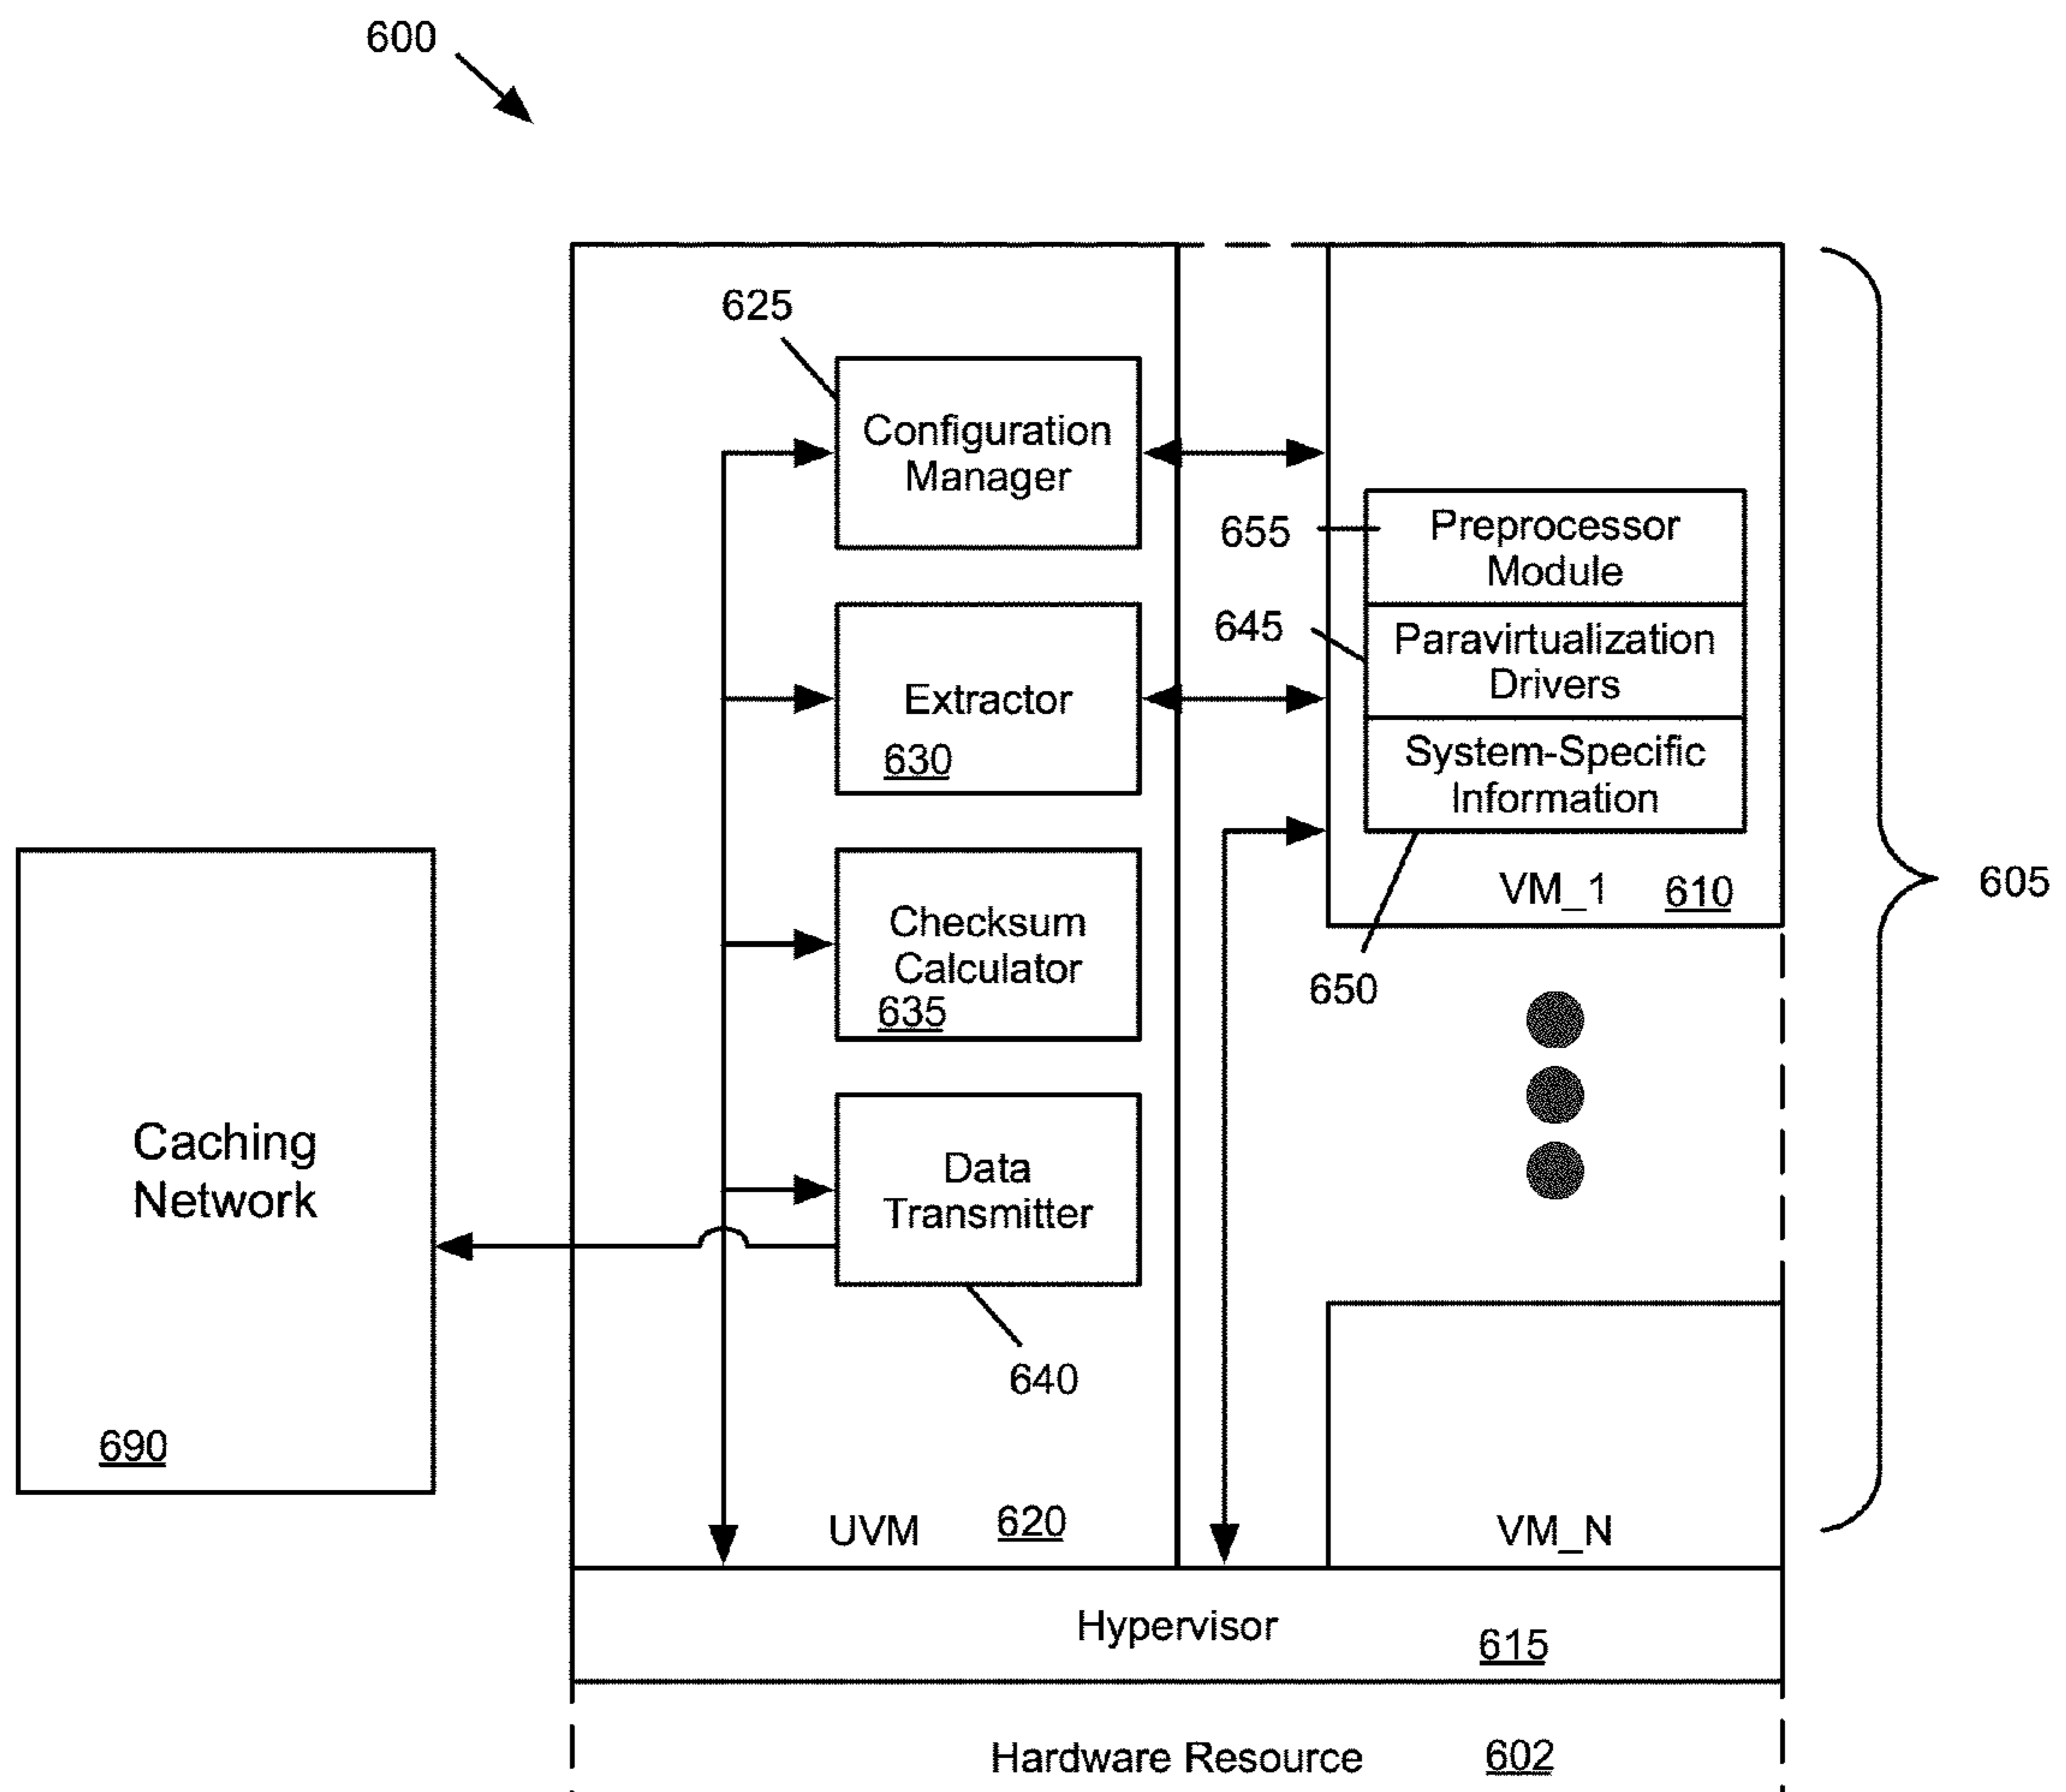 600
625
Configuration
Manager
655
Preprocessor
Module
645
Paravirtualization
Drivers
Extractor
630
System-Specific
Information
VM_1 610
605
650
Checksum
Calculator
635
Caching
Network
690
Data
Transmitter
640
UVM 620
VM_N
Hypervisor 615
Hardware Resource 602